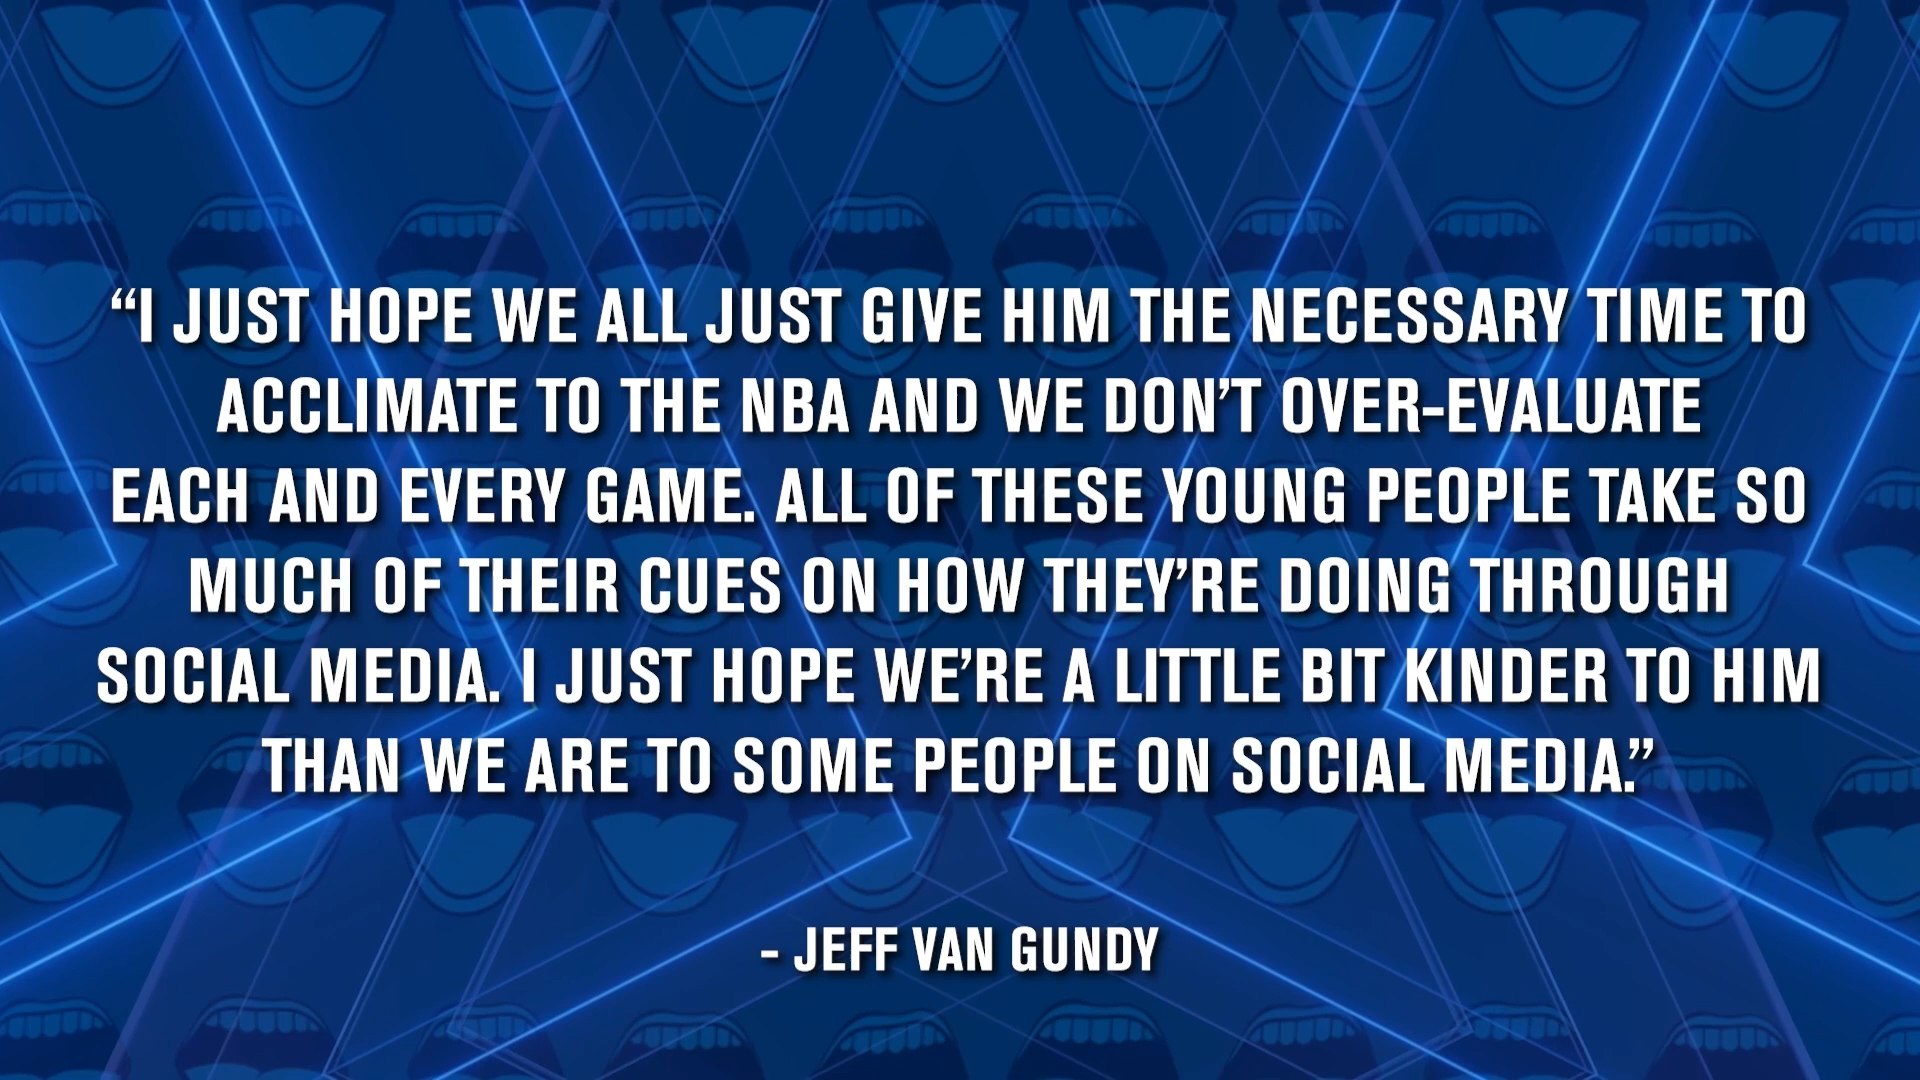 “I JUST HOPE WE ALL JUST GIVE HIM THE NECESSARY TIME TO
ACCLIMATE TO THE NBA AND WE DON’T OVER-EVALUATE
EACH AND EVERY GAME. ALL OF THESE YOUNG PEOPLE TAKE SO
MUCH OF THEIR CUES ON HOW THEY’RE DOING THROUGH
SOCIAL MEDIA. I JUST HOPE WE’RE A LITTLE BIT KINDER TO HIM
THAN WE ARE TO SOME PEOPLE ON SOCIAL MEDIA.”
- JEFF VAN GUNDY